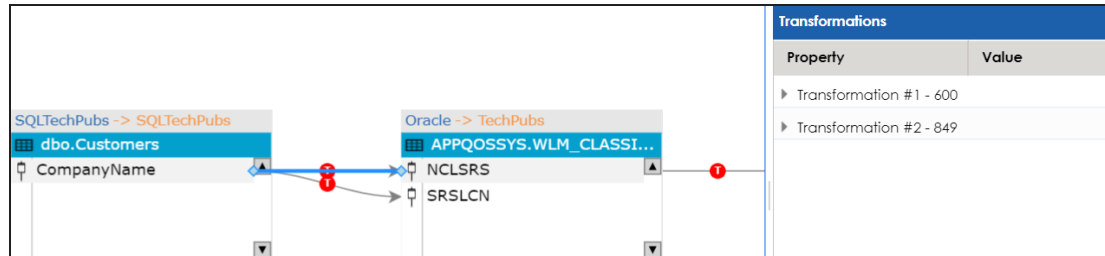 Transformations
Property Value
Transformation #1 - 600
Transformation #2 - 849
SQLTechPubs -> SQLTechPubs
dbo.Customers
CompanyName
T
T
Oracle -> TechPubs
APPQOSSYS.WLM_CLASSI...
NCLSRS
SRSLCN
T